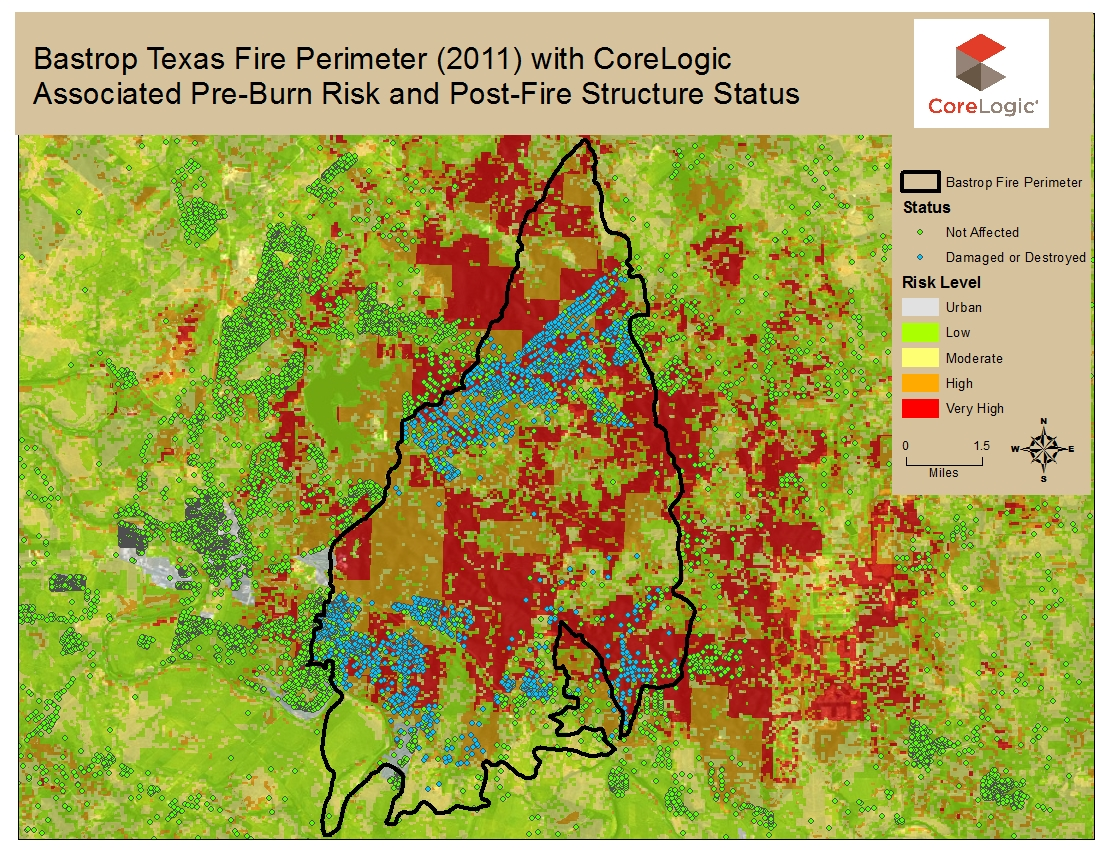 Bastrop Texas Fire Perimeter (2011) with CoreLogic
Associated Pre-Burn Risk and Post-Fire Structure Status
CoreLogic
Bastrop Fire Perimeter
Status
Not Affected
Damaged or Destroyed
Risk Level
Urban
Low
Moderate
High
Very High
N
W
E
S
0 1.5
Miles